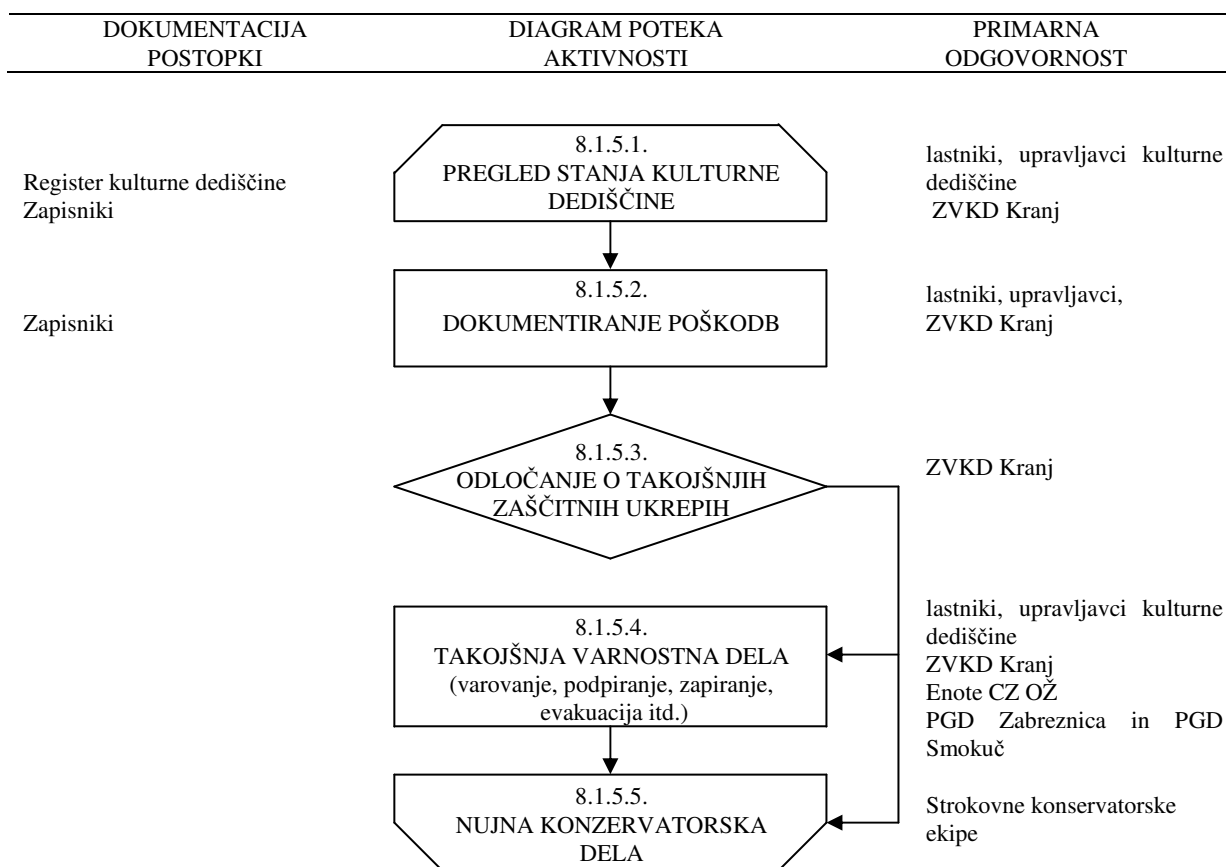 DOKUMENTACIJA
POSTOPKI
DIAGRAM POTEKA
AKTIVNOSTI
PRIMARNA
ODGOVORNOST
Register kulturne dediščine
Zapisniki
8.1.5.1.
PREGLED STANJA KULTURNE
DEDIŠČINE
lastniki, upravljavci kulturne
dediščine
ZVKD Kranj
Zapisniki
8.1.5.2.
DOKUMENTIRANJE POŠKODB
lastniki, upravljavci,
ZVKD Kranj
8.1.5.3.
ODLOČANJE O TAKOJŠNJIH
ZAŠČITNIH UKREPIH
ZVKD Kranj
8.1.5.4.
TAKOJŠNJA VARNOSTNA DELA
(varovanje, podpiranje, zapiranje,
evakuacija itd.)
lastniki, upravljavci kulturne
dediščine
ZVKD Kranj
Enote CZ OŽ
PGD Zabreznica in PGD
Smokuč
8.1.5.5.
NUJNA KONZERVATORSKA
DELA
Strokovne konservatorske
ekipe